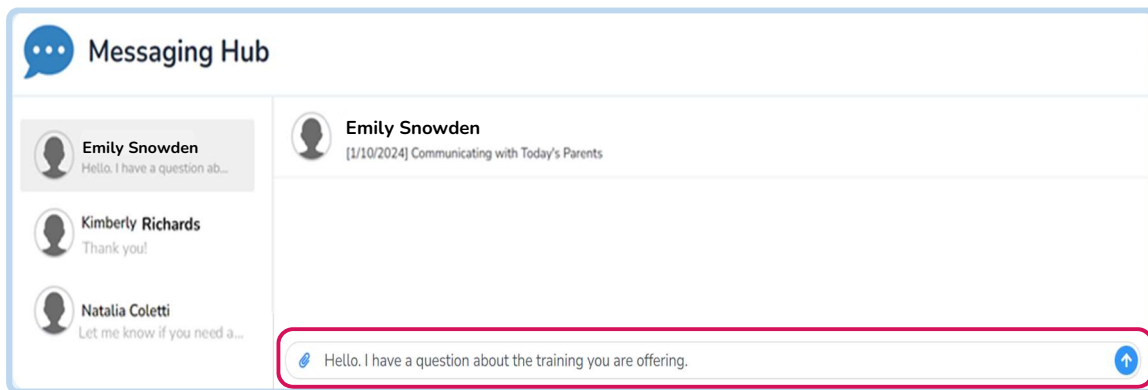 Messaging Hub
Emily Snowden
Hello. I have a question ab...
Kimberly Richards
Thank you!
Natalia Coletti
Let me know if you need a...
Emily Snowden
[1/10/2024] Communicating with Today's Parents
Hello. I have a question about the training you are offering.